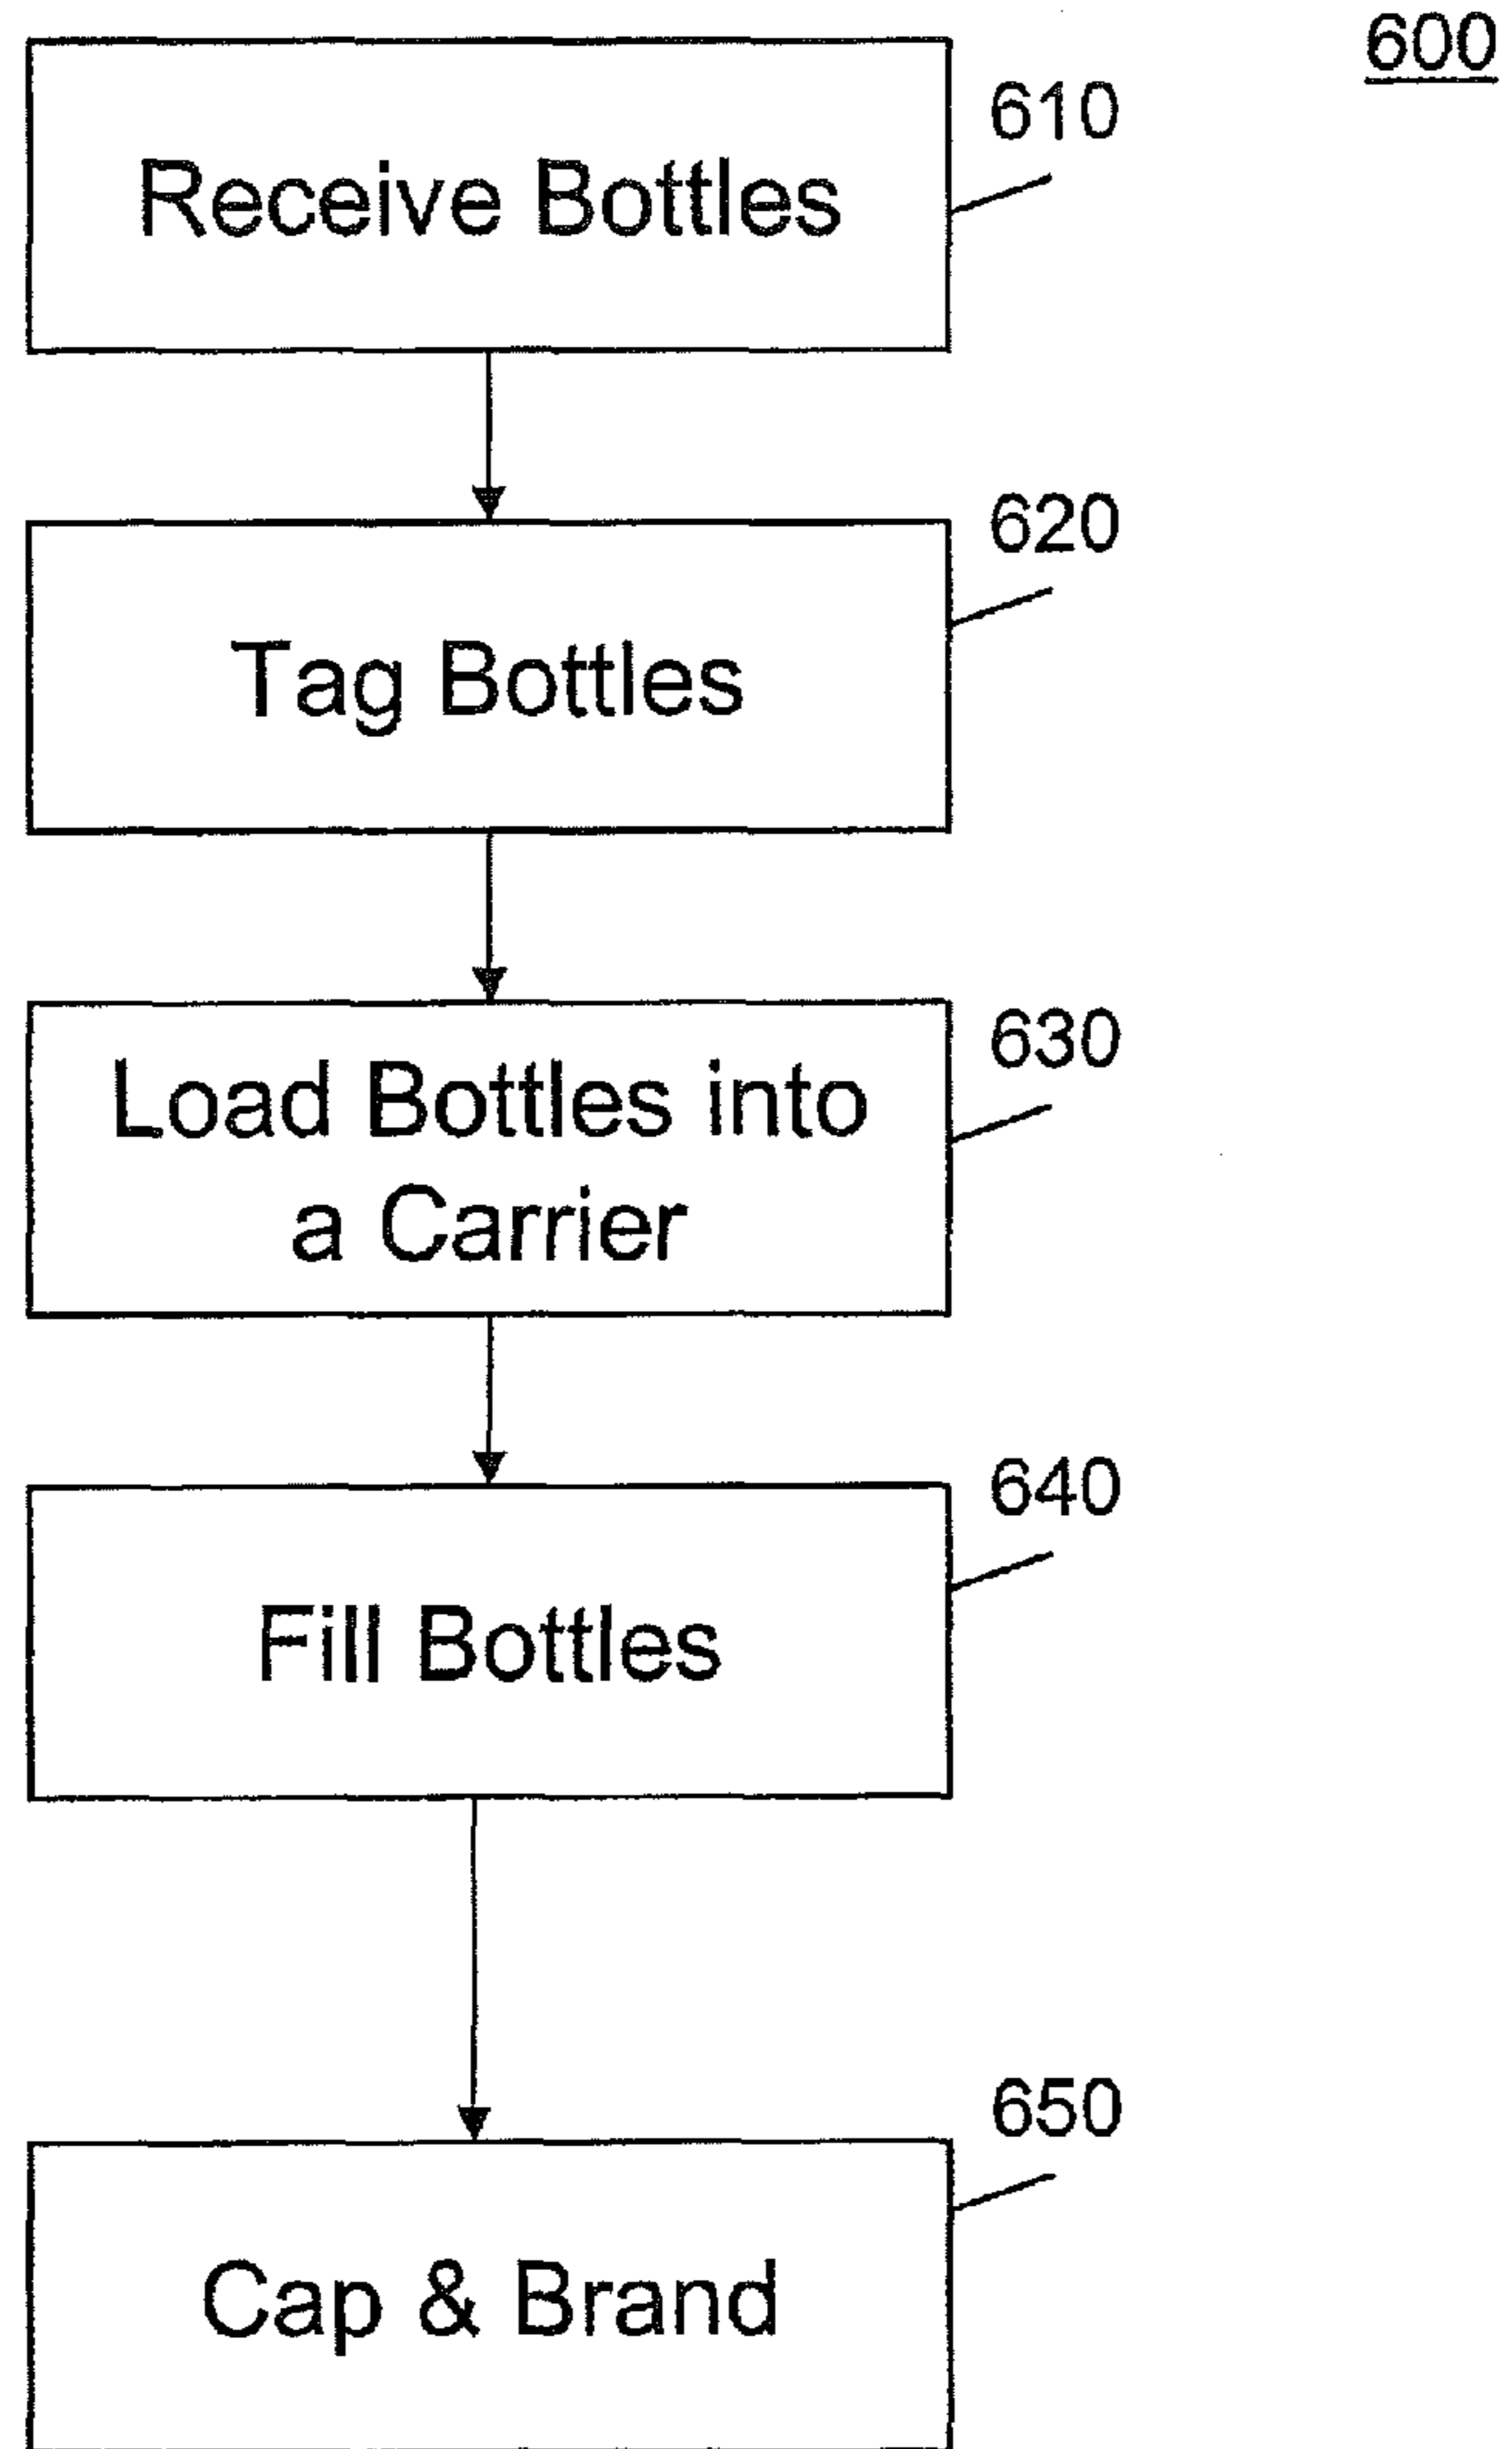 600
610
Receive Bottles
620
Tag Bottles
630
Load Bottles into
a Carrier
640
Fill Bottles
650
Cap & Brand